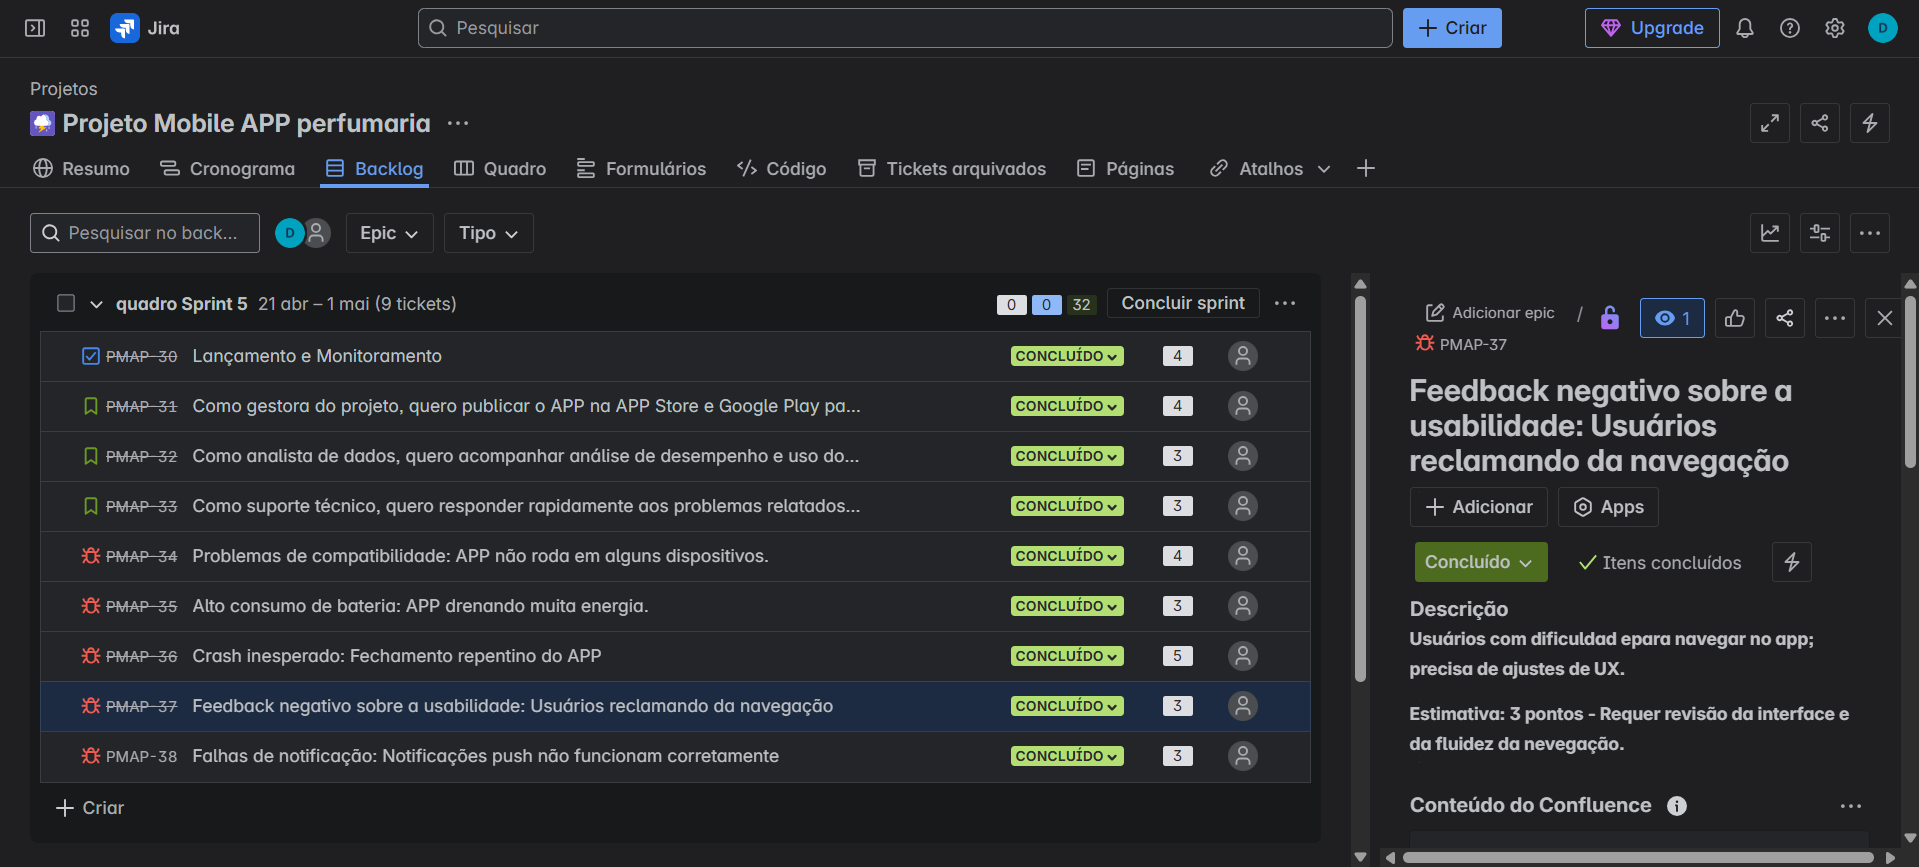 Jira
Pesquisar
Criar
Upgrade
D
Projetos
Projeto Mobile APP perfumaria
Resumo
Cronograma
Backlog
Quadro
Formulários
Código
Tickets arquivados
Páginas
Atalhos
Pesquisar no back...
D
Epic
Tipo
quadro Sprint 5 21 abr – 1 mai (9 tickets)
0 0 32
Concluir sprint
PMAP-30 Lançamento e Monitoramento CONCLUÍDO 4
PMAP-31 Como gestora do projeto, quero publicar o APP na APP Store e Google Play pa... CONCLUÍDO 4
PMAP-32 Como analista de dados, quero acompanhar análise de desempenho e uso do... CONCLUÍDO 3
PMAP-33 Como suporte técnico, quero responder rapidamente aos problemas relatados... CONCLUÍDO 3
PMAP-34 Problemas de compatibilidade: APP não roda em alguns dispositivos. CONCLUÍDO 4
PMAP-35 Alto consumo de bateria: APP drenando muita energia. CONCLUÍDO 3
PMAP-36 Crash inesperado: Fechamento repentino do APP CONCLUÍDO 5
PMAP-37 Feedback negativo sobre a usabilidade: Usuários reclamando da navegação CONCLUÍDO 3
PMAP-38 Falhas de notificação: Notificações push não funcionam corretamente CONCLUÍDO 3
Criar
Adicionar epic /
1
PMAP-37
Feedback negativo sobre a
usabilidade: Usuários
reclamando da navegação
Adicionar
Apps
Concluído
Itens concluídos
Descrição
Usuários com dificuldad epara navegar no app;
precisa de ajustes de UX.
Estimativa: 3 pontos - Requer revisão da interface e
da fluidez da nevegação.
Conteúdo do Confluence